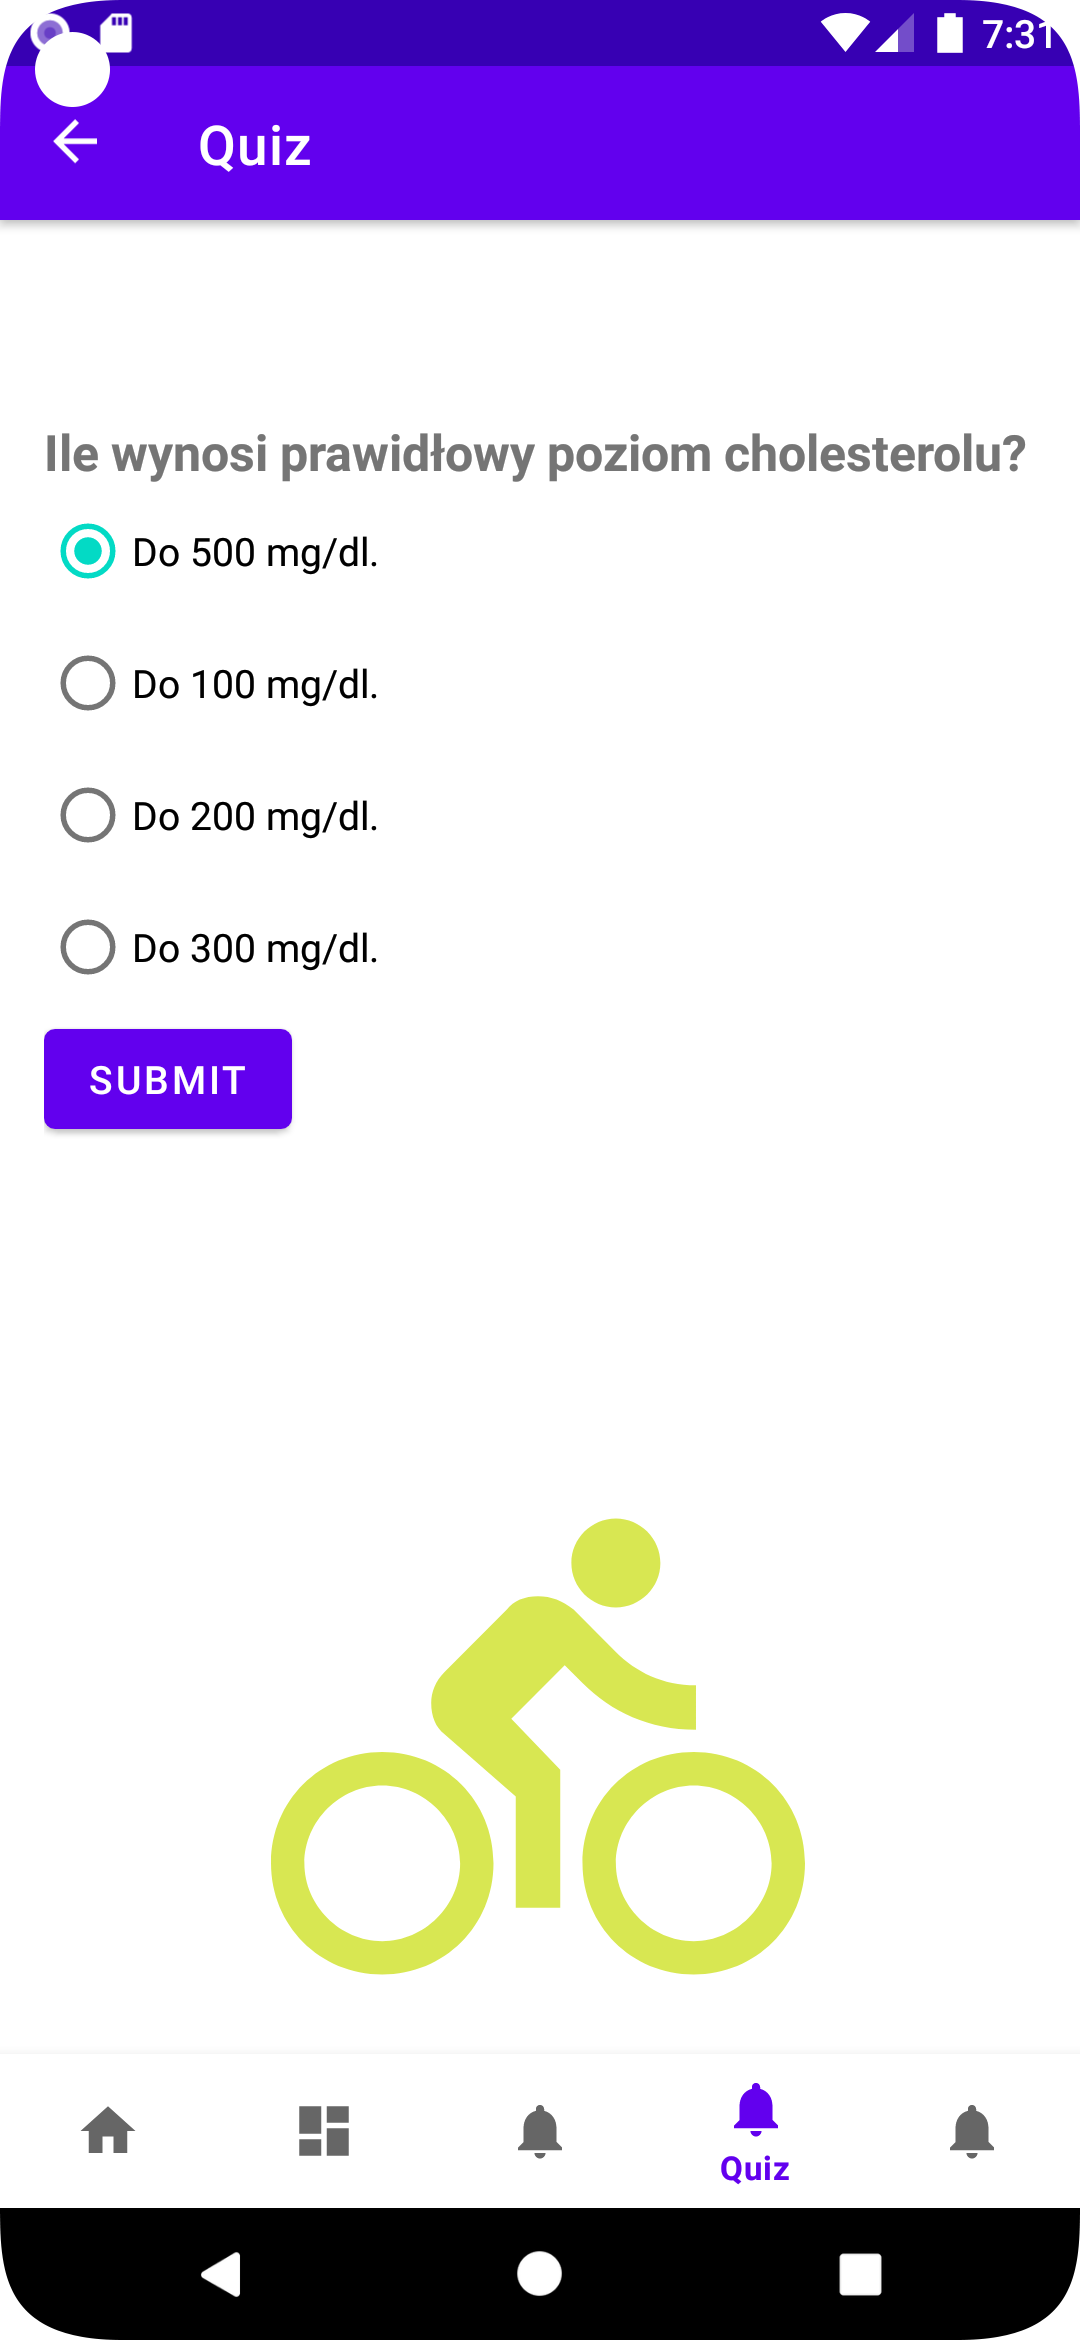 7:31
Quiz
Ile wynosi prawidłowy poziom cholesterolu?
Do 500 mg/dl.
Do 100 mg/dl.
Do 200 mg/dl.
Do 300 mg/dl.
SUBMIT
Quiz